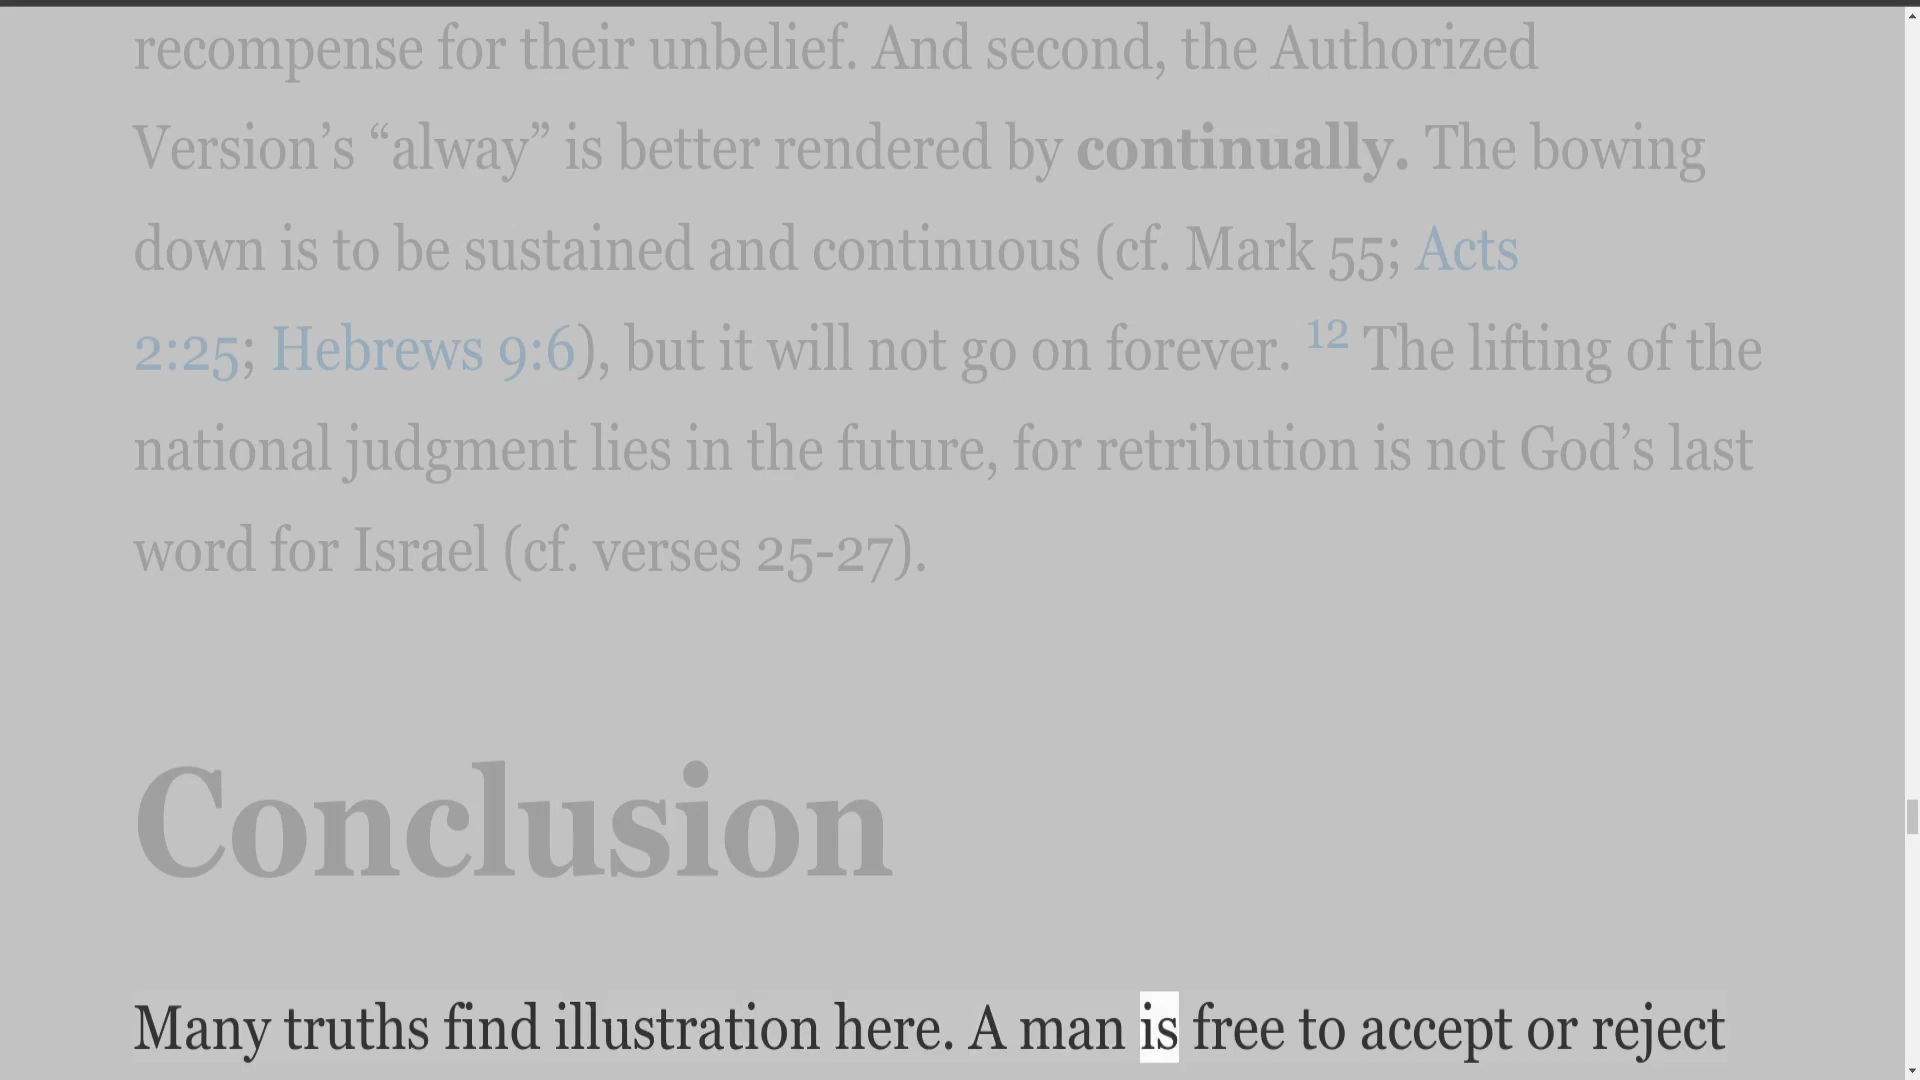 recompense for their unbelief. And second, the Authorized
Version’s “alway” is better rendered by continually. The bowing
down is to be sustained and continuous (cf. Mark 55; Acts
2:25; Hebrews 9:6), but it will not go on forever. 12 The lifting of the
national judgment lies in the future, for retribution is not God’s last
word for Israel (cf. verses 25-27).
Conclusion
Many truths find illustration here. A man is free to accept or reject